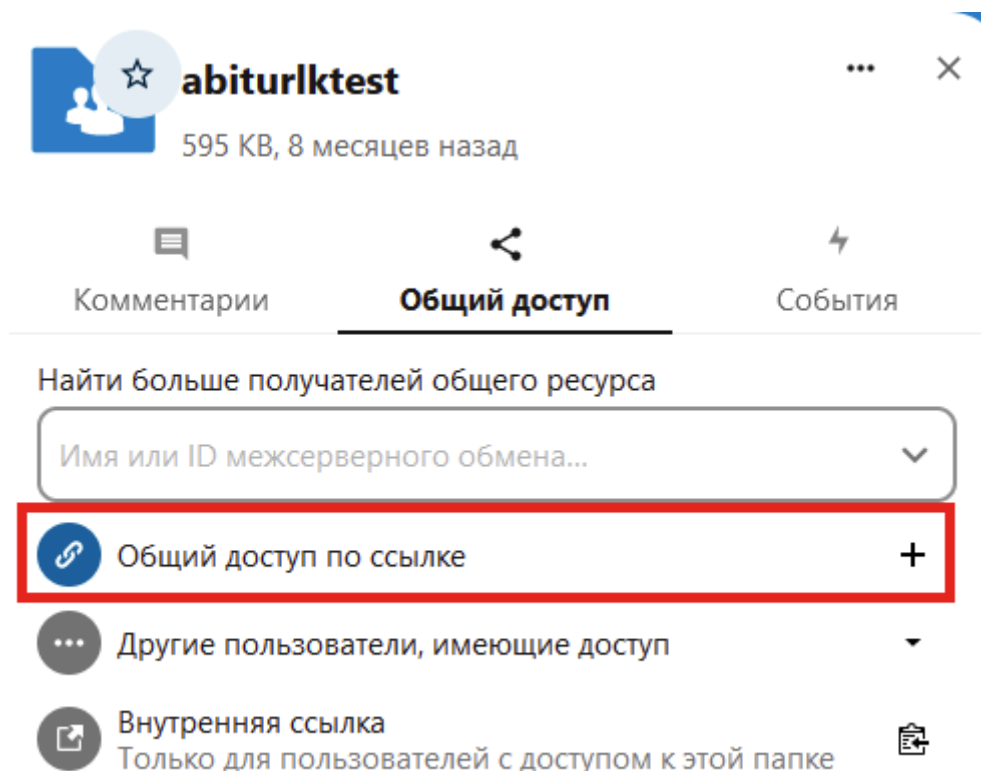 abiturlktest
595 KB, 8 месяцев назад
Комментарии
Общий доступ
События
Найти больше получателей общего ресурса
Имя или ID межсерверного обмена...
Общий доступ по ссылке
Другие пользователи, имеющие доступ
Внутренняя ссылка
Только для пользователей с доступом к этой папке